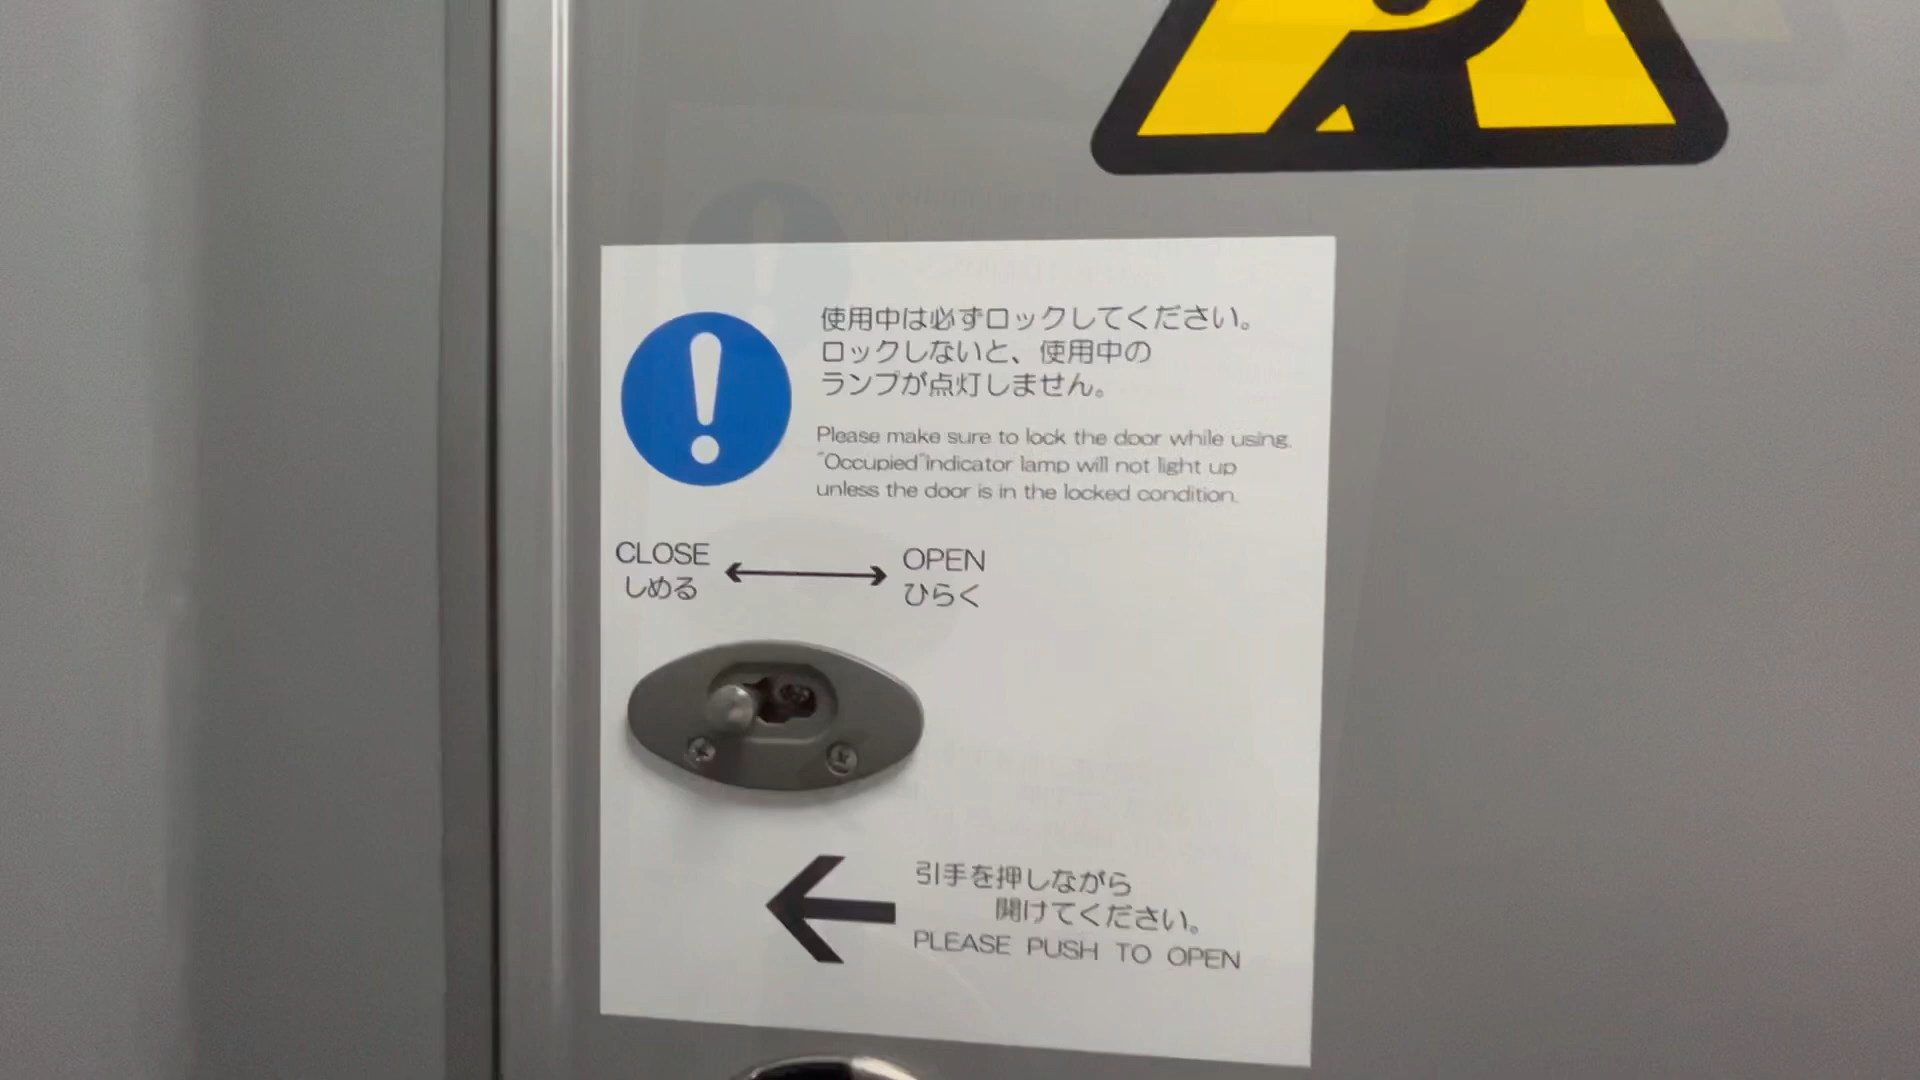 使用中は必ずロックしてください。
ロックしないと、使用中の
ランプが点灯しません。
Please make sure to lock the door while using.
"Occupied"indicator lamp will not light up
unless the door is in the locked condition.
CLOSE
しめる
OPEN
ひらく
引手を押しながら
開けてください。
PLEASE PUSH TO OPEN